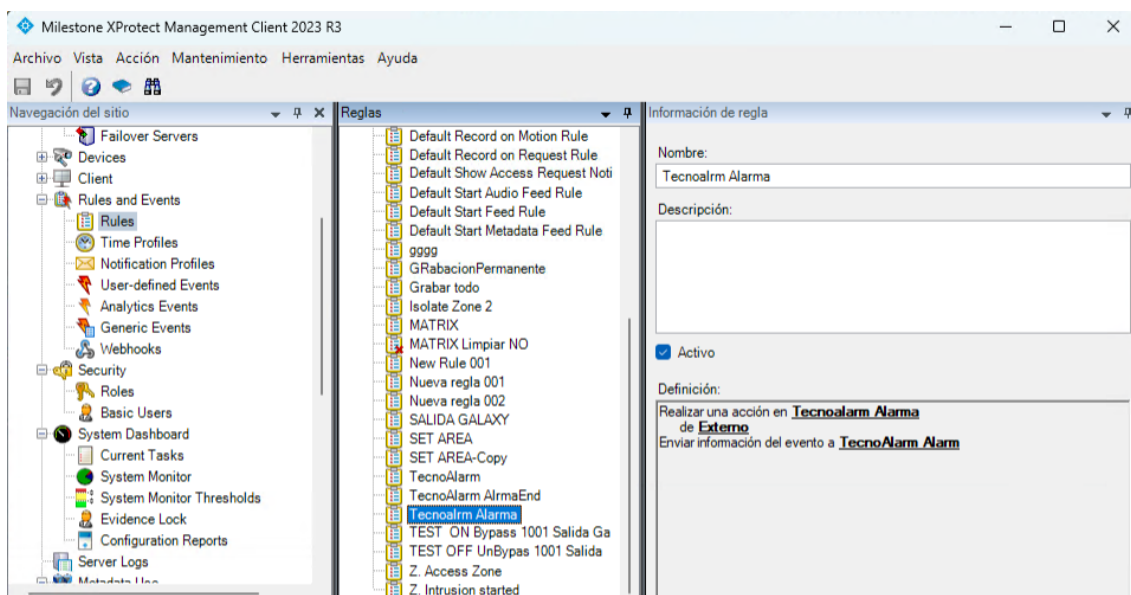 Milestone XProtect Management Client 2023 R3
Archivo Vista Acción Mantenimiento Herramientas Ayuda
Navegación del sitio
Failover Servers
Devices
Client
Rules and Events
Rules
Time Profiles
Notification Profiles
User-defined Events
Analytics Events
Generic Events
Webhooks
Security
Roles
Basic Users
System Dashboard
Current Tasks
System Monitor
System Monitor Thresholds
Evidence Lock
Configuration Reports
Server Logs
Metadata Use
Reglas
Default Record on Motion Rule
Default Record on Request Rule
Default Show Access Request Noti
Default Start Audio Feed Rule
Default Start Feed Rule
Default Start Metadata Feed Rule
gggg
GRabacionPermanente
Grabar todo
Isolate Zone 2
MATRIX
MATRIX Limpiar NO
New Rule 001
Nueva regla 001
Nueva regla 002
SALIDA GALAXY
SET AREA
SET AREA-Copy
TecnoAlarm
TecnoAlarm AlrmaEnd
Tecnoalrm Alarma
TEST ON Bypass 1001 Salida Ga
TEST OFF UnBypas 1001 Salida
Z. Access Zone
Z. Intrusion started
Información de regla
Nombre:
Tecnoalrm Alarma
Descripción:
Activo
Definición:
Realizar una acción en Tecnoalarm Alarma
de Externo
Enviar información del evento a TecnoAlarm Alarm